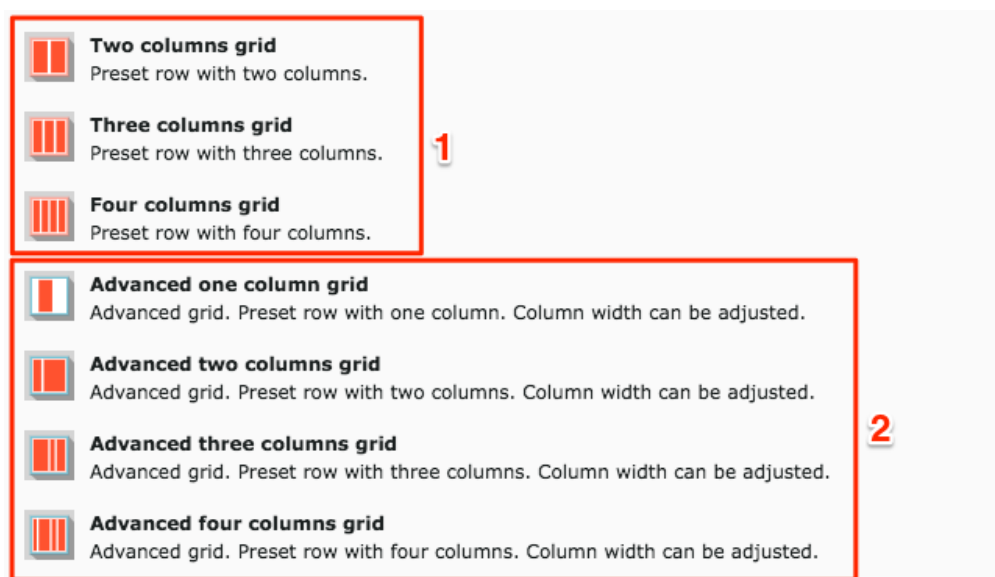 Two columns grid
Preset row with two columns.
Three columns grid
Preset row with three columns.
1
Four columns grid
Preset row with four columns.
Advanced one column grid
Advanced grid. Preset row with one column. Column width can be adjusted.
Advanced two columns grid
Advanced grid. Preset row with two columns. Column width can be adjusted.
2
Advanced three columns grid
Advanced grid. Preset row with three columns. Column width can be adjusted.
Advanced four columns grid
Advanced grid. Preset row with four columns. Column width can be adjusted.